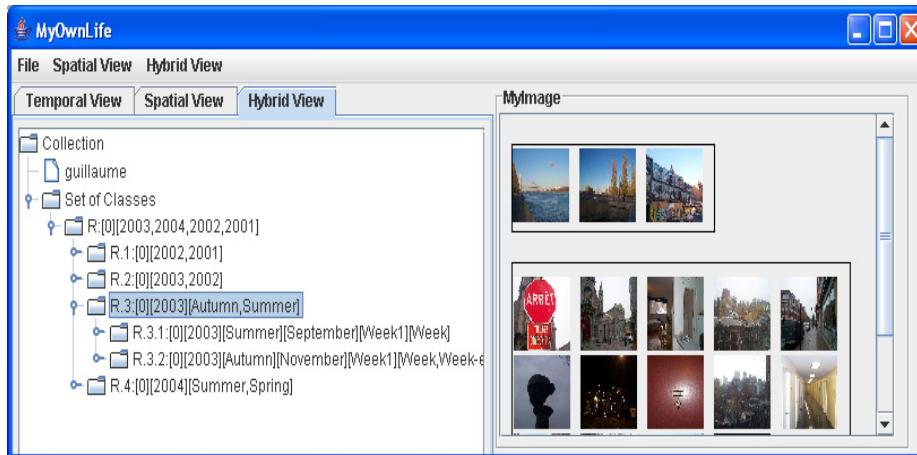 MyOwnLife
File Spatial View Hybrid View
Temporal View Spatial View Hybrid View
MyImage
Collection
guillaume
Set of Classes
R:[0][2003,2004,2002,2001]
R.1:[0][2002,2001]
R.2:[0][2003,2002]
R.3:[0][2003][Autumn,Summer]
R.3.1:[0][2003][Summer][September][Week1][Week]
R.3.2:[0][2003][Autumn][November][Week1][Week,Week-e
R.4:[0][2004][Summer,Spring]
ARRÊT